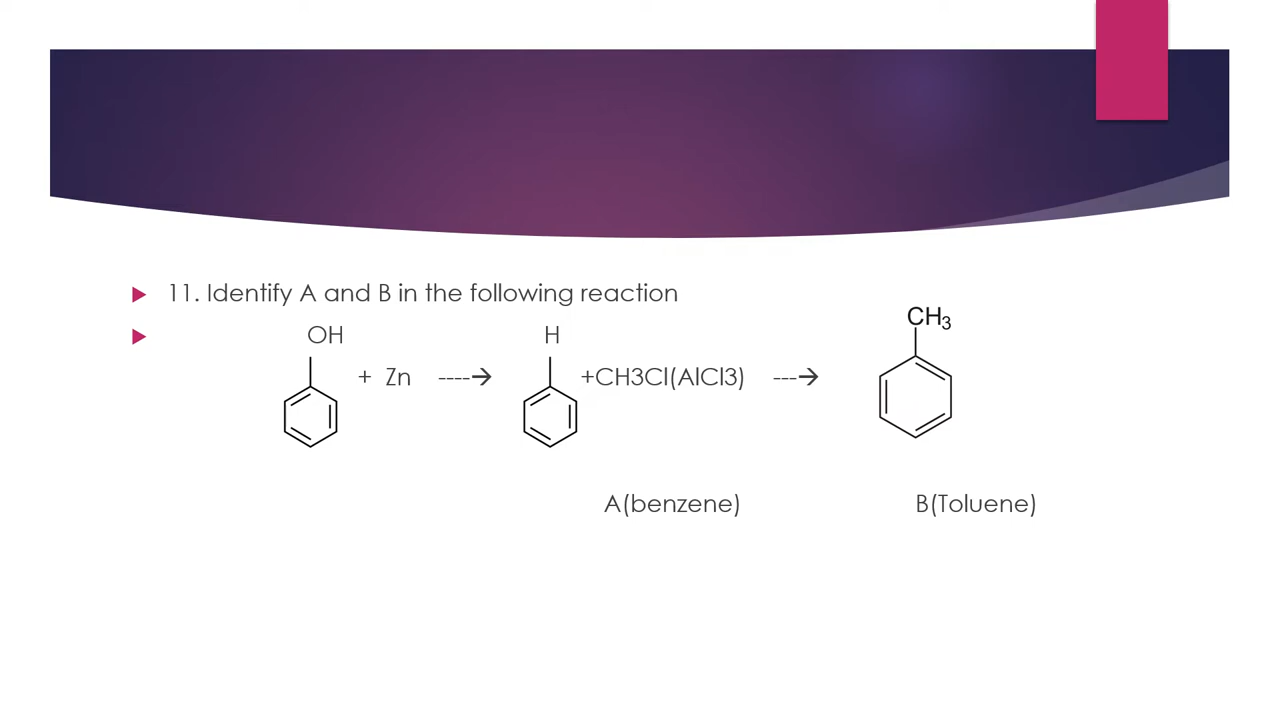 11. Identify A and B in the following reaction
OH H CH3
+ Zn ----→ +CH3Cl(AlCl3) ---→
A(benzene) B(Toluene)